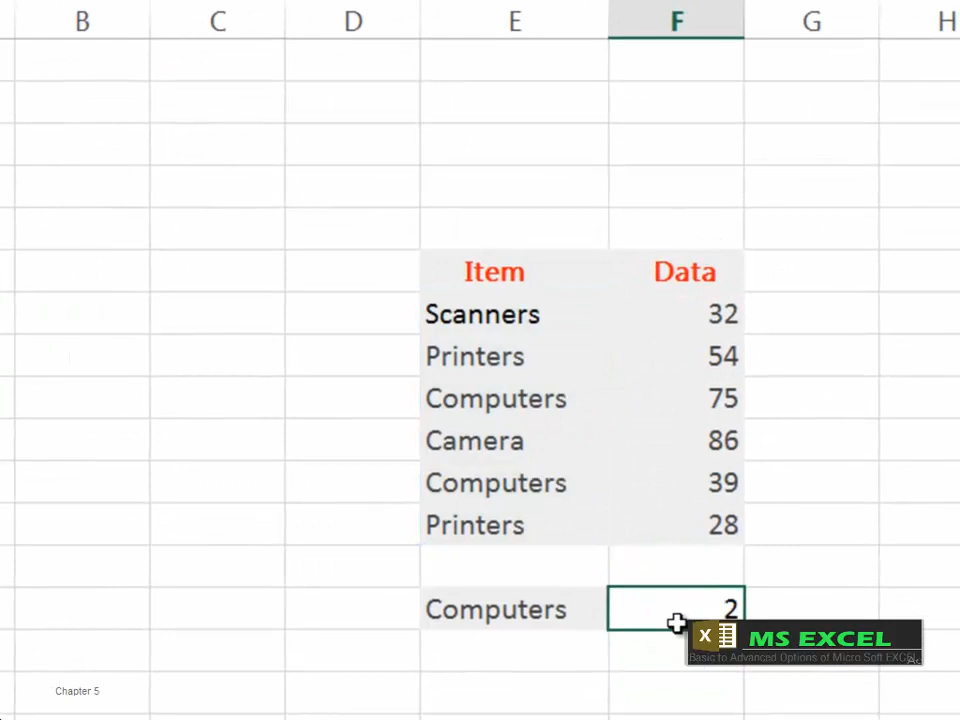 B C D E F G H
Item Data
Scanners 32
Printers 54
Computers 75
Camera 86
Computers 39
Printers 28
Computers 2
X MS EXCEL
Basic to Advanced Options of Micro Soft EXCEL
Chapter 5